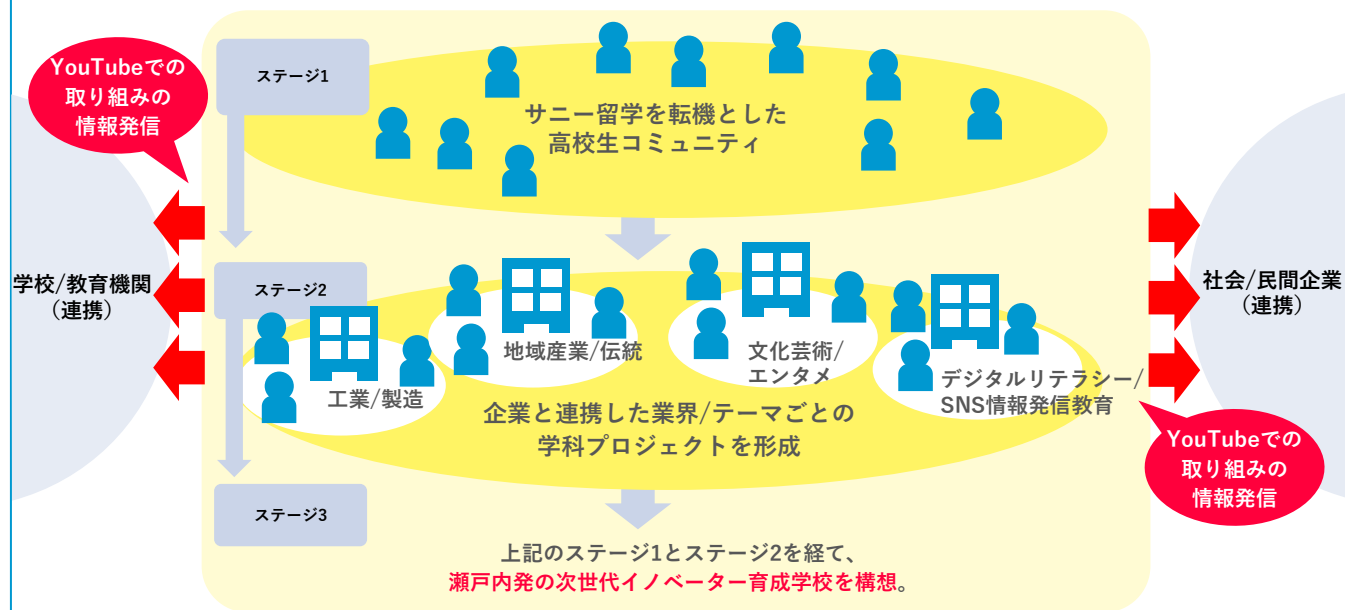 YouTubeでの
取り組みの
情報発信
ステージ1
サニー留学を転機とした
高校生コミュニティ
学校/教育機関
（連携）
社会/民間企業
（連携）
ステージ2
工業/製造
地域産業/伝統
文化芸術/
エンタメ
デジタルリテラシー/
SNS情報発信教育
企業と連携した業界/テーマごとの
学科プロジェクトを形成
YouTubeでの
取り組みの
情報発信
ステージ3
上記のステージ1とステージ2を経て、
瀬戸内発の次世代イノベーター育成学校を構想。